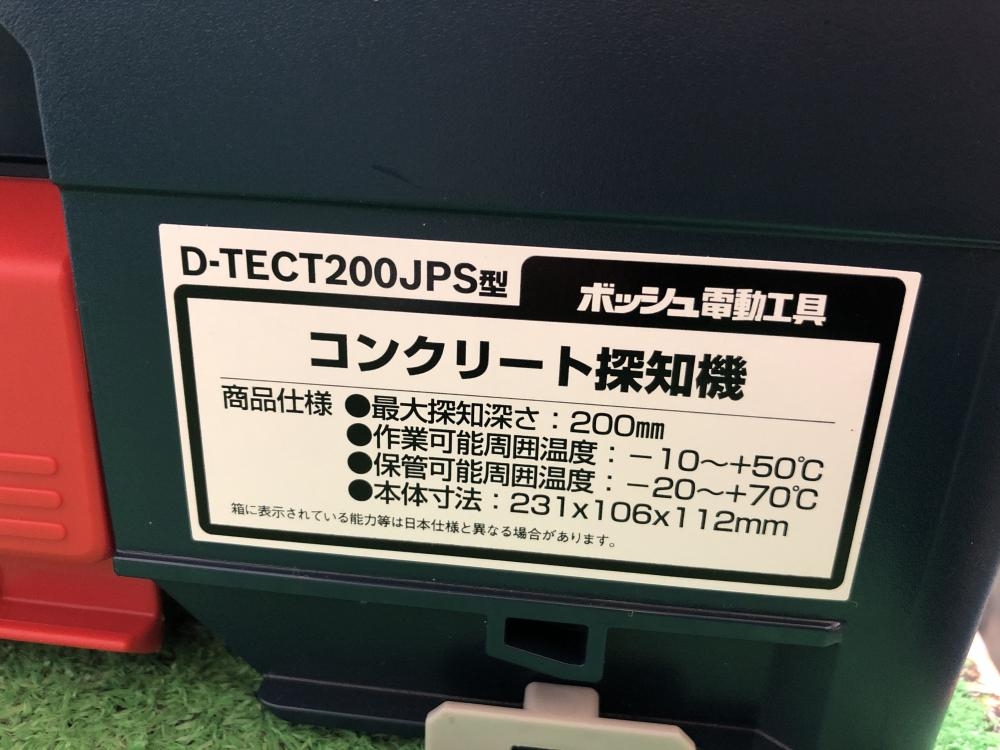 D-TECT200JPS型
ボッシュ電動工具
コンクリート探知機
商品仕様
●最大探知深さ：200㎜
●作業可能周囲温度：－10～+50℃
●保管可能周囲温度：－20～+70℃
●本体寸法：231x106x112mm
箱に表示されている能力等は日本仕様と異なる場合があります。